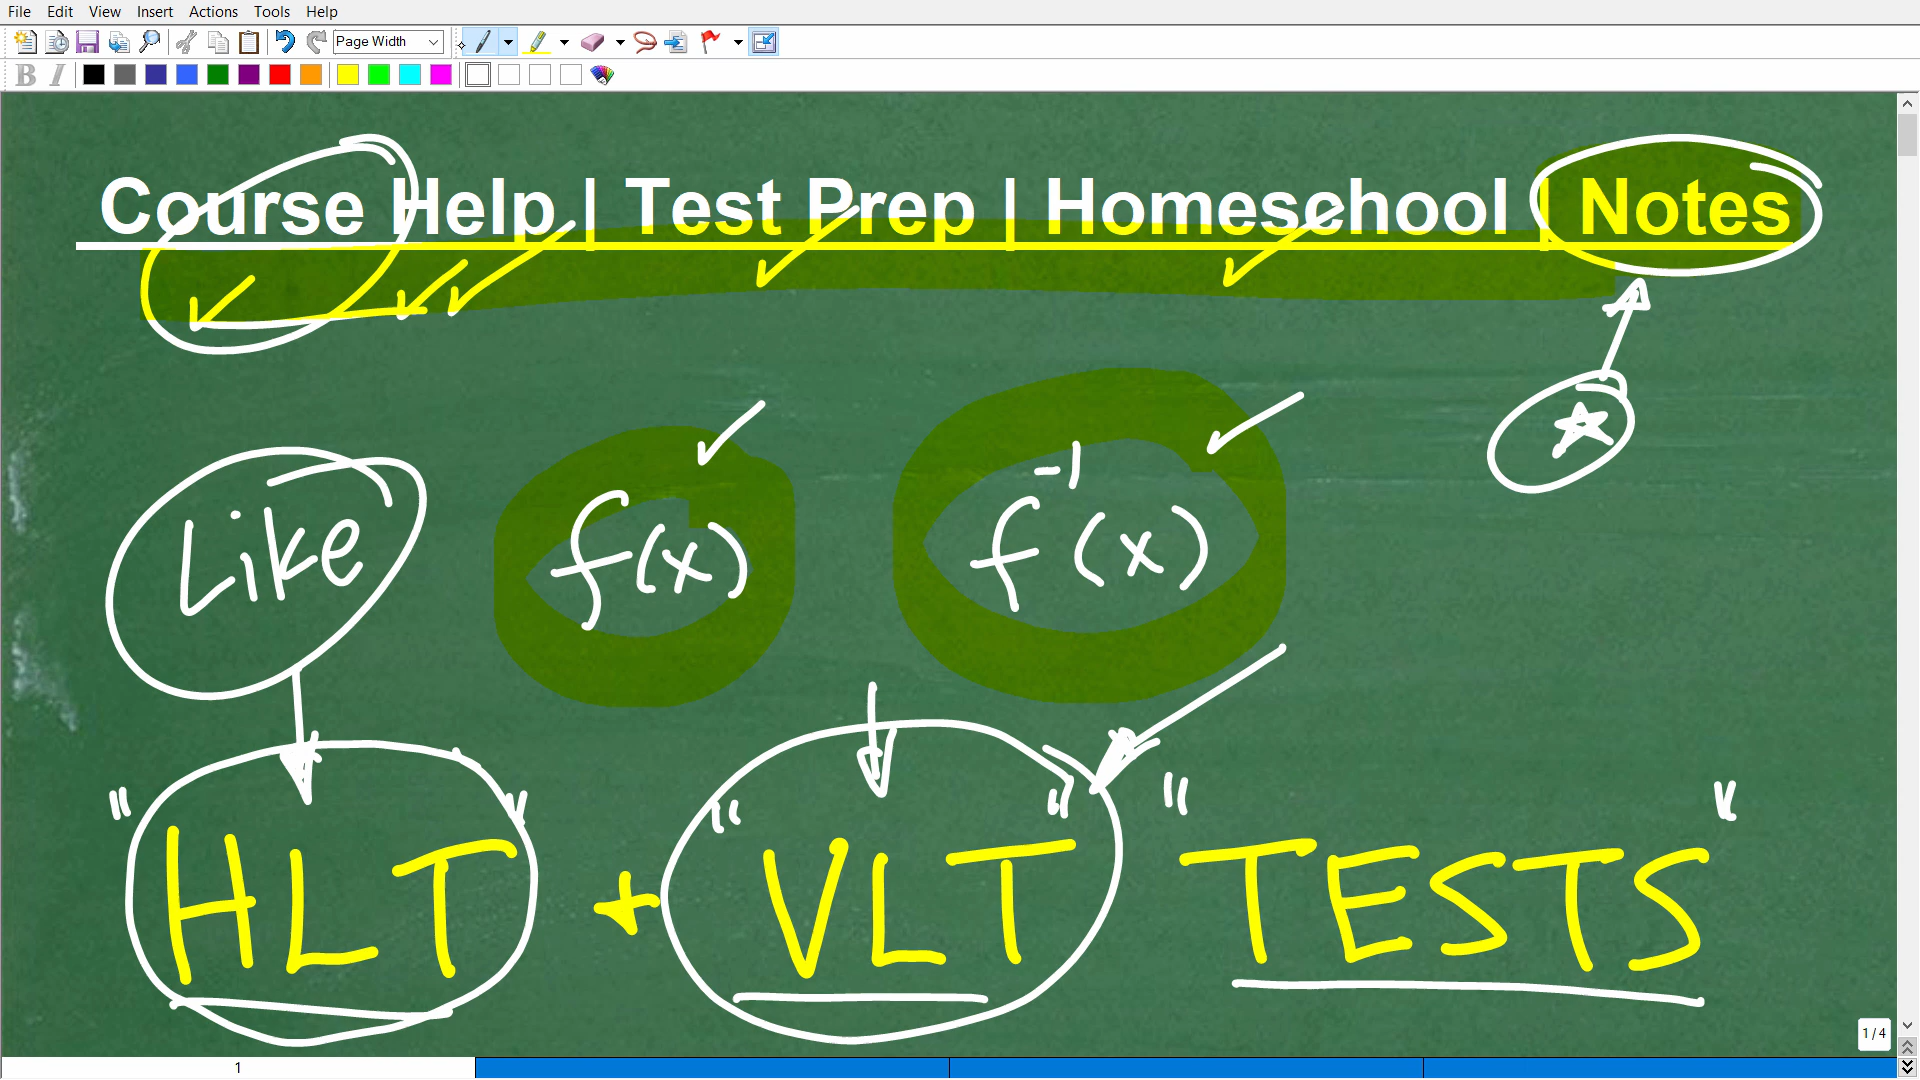 File Edit View Insert Actions Tools Help
Page Width
B I
Course Help | Test Prep | Homeschool | Notes
Like f(x) f⁻¹(x)
"HLT" + "VLT" "TESTS"
1 / 4
1